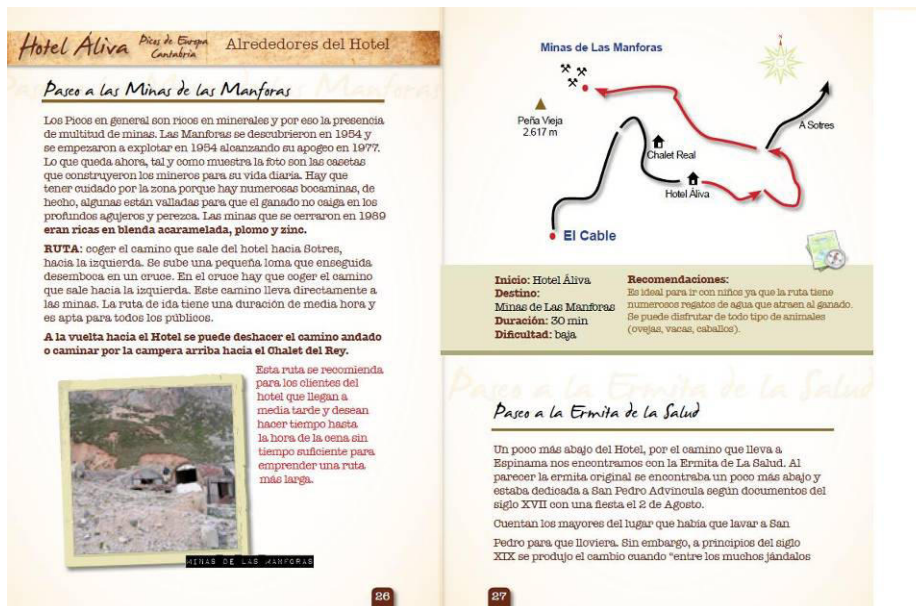 Hotel Áliva Picos de Europa Cantabria Alrededores del Hotel
Paseo a las Minas de las Manforas
Los Picos en general son ricos en minerales y por eso la presencia
de multitud de minas. Las Manforas se descubrieron en 1954 y
se empezaron a explotar en 1954 alcanzando su apogeo en 1977.
Lo que queda ahora, tal y como muestra la foto son las casetas
que construyeron los mineros para su vida diaria. Hay que
tener cuidado por la zona porque hay numerosas bocaminas, de
hecho, algunas están valladas para que el ganado no caiga en los
profundos agujeros y perezca. Las minas que se cerraron en 1989
eran ricas en blenda acaramelada, plomo y zinc.
RUTA: coger el camino que sale del hotel hacia Sotres,
hacia la izquierda. Se sube una pequeña loma que enseguida
desemboca en un cruce. En el cruce hay que coger el camino
que sale hacia la izquierda. Este camino lleva directamente a
las minas. La ruta de ida tiene una duración de media hora y
es apta para todos los públicos.
A la vuelta hacia el Hotel se puede deshacer el camino andado
o caminar por la campera arriba hacia el Chalet del Rey.
Esta ruta se recomienda
para los clientes del
hotel que llegan a
media tarde y desean
hacer tiempo hasta
la hora de la cena sin
tiempo suficiente para
emprender una ruta
más larga.
MINAS DE LAS MANFORAS
26
Minas de Las Manforas
N
Peña Vieja
2.617 m
A Sotres
Chalet Real
Hotel Áliva
El Cable
Inicio: Hotel Áliva
Destino:
Minas de Las Manforas
Duración: 30 min
Dificultad: baja
Recomendaciones:
Es ideal para ir con niños ya que la ruta tiene
numerosos regatos de agua que atraen al ganado.
Se puede disfrutar de todo tipo de animales
(ovejas, vacas, caballos).
Paseo a la Ermita de la Salud
Paseo a la Ermita de la Salud
Un poco más abajo del Hotel, por el camino que lleva a
Espinama nos encontramos con la Ermita de La Salud. Al
parecer la ermita original se encontraba un poco más abajo y
estaba dedicada a San Pedro Advíncula según documentos del
siglo XVII con una fiesta el 2 de Agosto.
Cuentan los mayores del lugar que había que lavar a San
Pedro para que lloviera. Sin embargo, a principios del siglo
XIX se produjo el cambio cuando "entre los muchos jándalos
27